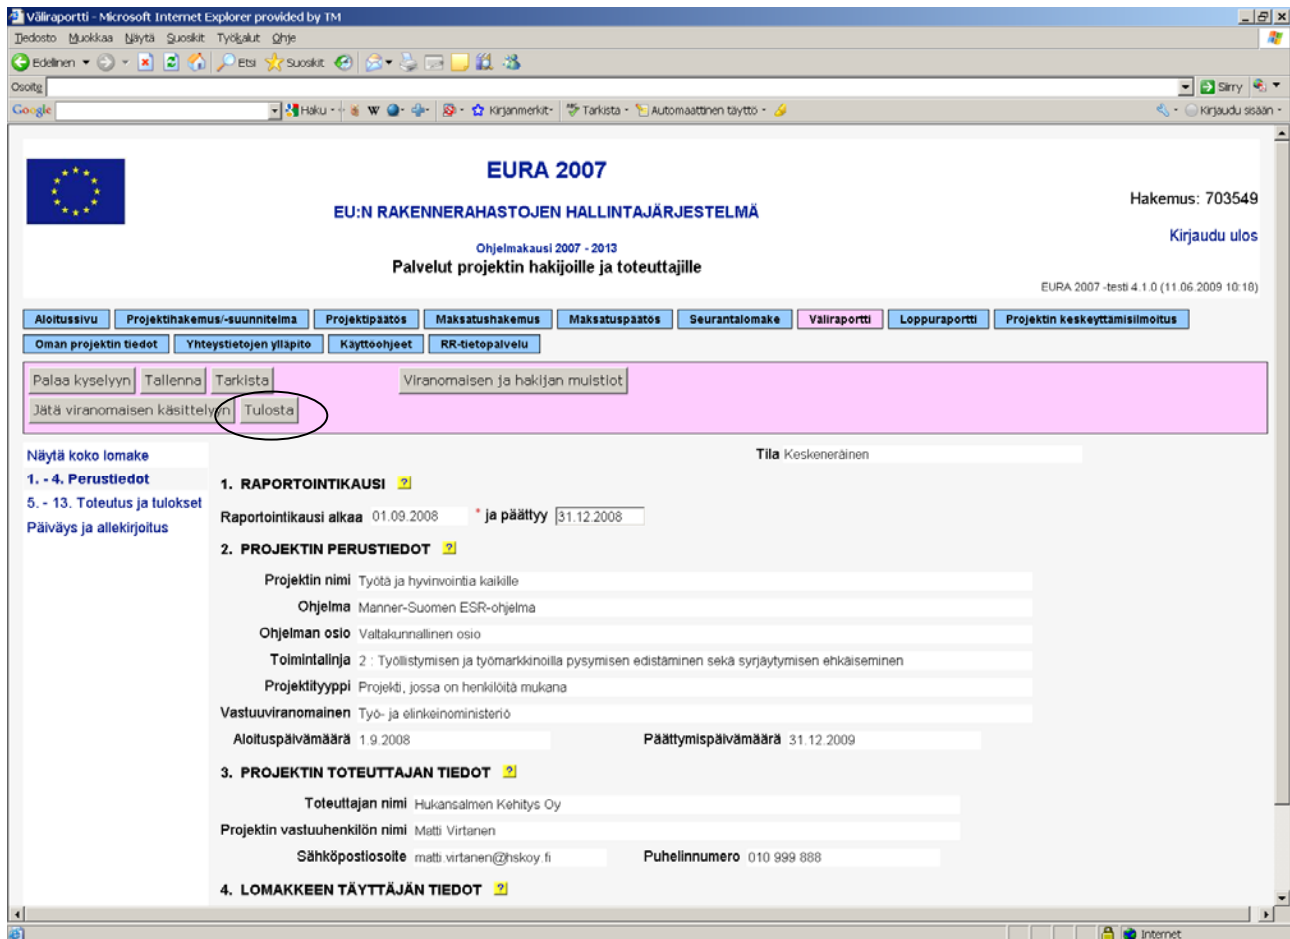 Väliraportti - Microsoft Internet Explorer provided by TM
Tiedosto Muokkaa Näytä Suosikit Työkalut Ohje
Edellinen Etsi Suosikit
Osoite Siirry
Google Haku W Kirjanmerkit Tarkista Automaattinen täyttö Kirjaudu sisään
EURA 2007
EU:N RAKENNERAHASTOJEN HALLINTAJÄRJESTELMÄ
Ohjelmakausi 2007 - 2013
Palvelut projektin hakijoille ja toteuttajille
Hakemus: 703549
Kirjaudu ulos
EURA 2007 -testi 4.1.0 (11.06.2009 10:18)
Aloitussivu Projektihakemus/-suunnitelma Projektipäätös Maksatushakemus Maksatuspäätös Seurantalomake Väliraportti Loppuraportti Projektin keskeyttämisilmoitus
Oman projektin tiedot Yhteystietojen ylläpito Käyttöohjeet RR-tietopalvelu
Palaa kyselyyn Tallenna Tarkista Viranomaisen ja hakijan muistiot
Jätä viranomaisen käsittelyyn Tulosta
Näytä koko lomake
1. - 4. Perustiedot
5. - 13. Toteutus ja tulokset
Päiväys ja allekirjoitus
Tila Keskeneräinen
1. RAPORTOINTIKAUSI ?
Raportointikausi alkaa 01.09.2008 * ja päättyy 31.12.2008
2. PROJEKTIN PERUSTIEDOT ?
Projektin nimi Työtä ja hyvinvointia kaikille
Ohjelma Manner-Suomen ESR-ohjelma
Ohjelman osio Valtakunnallinen osio
Toimintalinja 2 : Työllistymisen ja työmarkkinoilla pysymisen edistäminen sekä syrjäytymisen ehkäiseminen
Projektityyppi Projekti, jossa on henkilöitä mukana
Vastuuviranomainen Työ- ja elinkeinoministeriö
Aloituspäivämäärä 1.9.2008 Päättymispäivämäärä 31.12.2009
3. PROJEKTIN TOTEUTTAJAN TIEDOT ?
Toteuttajan nimi Hukansalmen Kehitys Oy
Projektin vastuuhenkilön nimi Matti Virtanen
Sähköpostiosoite matti.virtanen@hskoy.fi Puhelinnumero 010 999 888
4. LOMAKKEEN TÄYTTÄJÄN TIEDOT ?
Internet